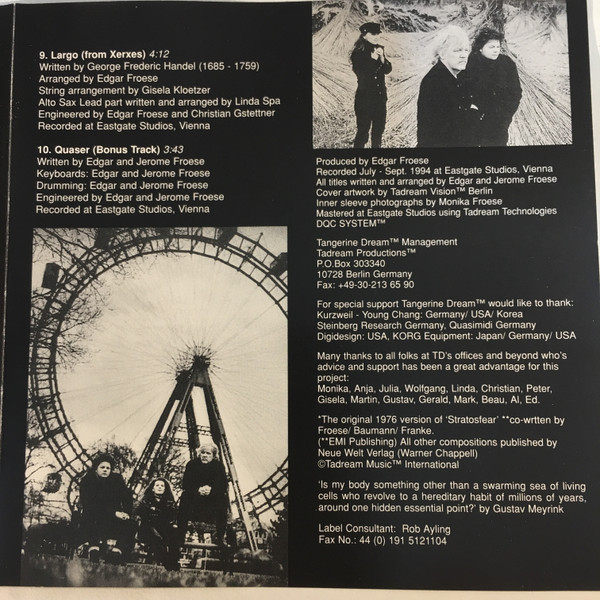 9. Largo (from Xerxes) 4:12
Written by George Frederic Handel (1685 - 1759)
Arranged by Edgar Froese
String arrangement by Gisela Kloetzer
Alto Sax Lead part written and arranged by Linda Spa
Engineered by Edgar Froese and Christian Gstettner
Recorded at Eastgate Studios, Vienna
10. Quaser (Bonus Track) 3:43
Written by Edgar and Jerome Froese
Keyboards: Edgar and Jerome Froese
Drumming: Edgar and Jerome Froese
Engineered by Edgar and Jerome Froese
Recorded at Eastgate Studios, Vienna
Produced by Edgar Froese
Recorded July - Sept. 1994 at Eastgate Studios, Vienna
All titles written and arranged by Edgar and Jerome Froese
Cover artwork by Tadream Vision™ Berlin
Inner sleeve photographs by Monika Froese
Mastered at Eastgate Studios using Tadream Technologies
DQC SYSTEM™
Tangerine Dream™ Management
Tadream Productions™
P.O.Box 303340
10728 Berlin Germany
Fax: +49-30-213 65 90
For special support Tangerine Dream™ would like to thank:
Kurzweil - Young Chang: Germany/ USA/ Korea
Steinberg Research Germany, Quasimidi Germany
Digidesign: USA, KORG Equipment: Japan/ Germany/ USA
Many thanks to all folks at TD's offices and beyond who's
advice and support has been a great advantage for this
project:
Monika, Anja, Julia, Wolfgang, Linda, Christian, Peter,
Gisela, Martin, Gustav, Gerald, Mark, Beau, Al, Ed.
*The original 1976 version of 'Stratosfear' **co-wrtten by
Froese/ Baumann/ Franke.
(**EMI Publishing) All other compositions published by
Neue Welt Verlag (Warner Chappell)
©Tadream Music™ International
'Is my body something other than a swarming sea of living
cells who revolve to a hereditary habit of millions of years,
around one hidden essential point?' by Gustav Meyrink
Label Consultant: Rob Ayling
Fax No.: 44 (0) 191 5121104